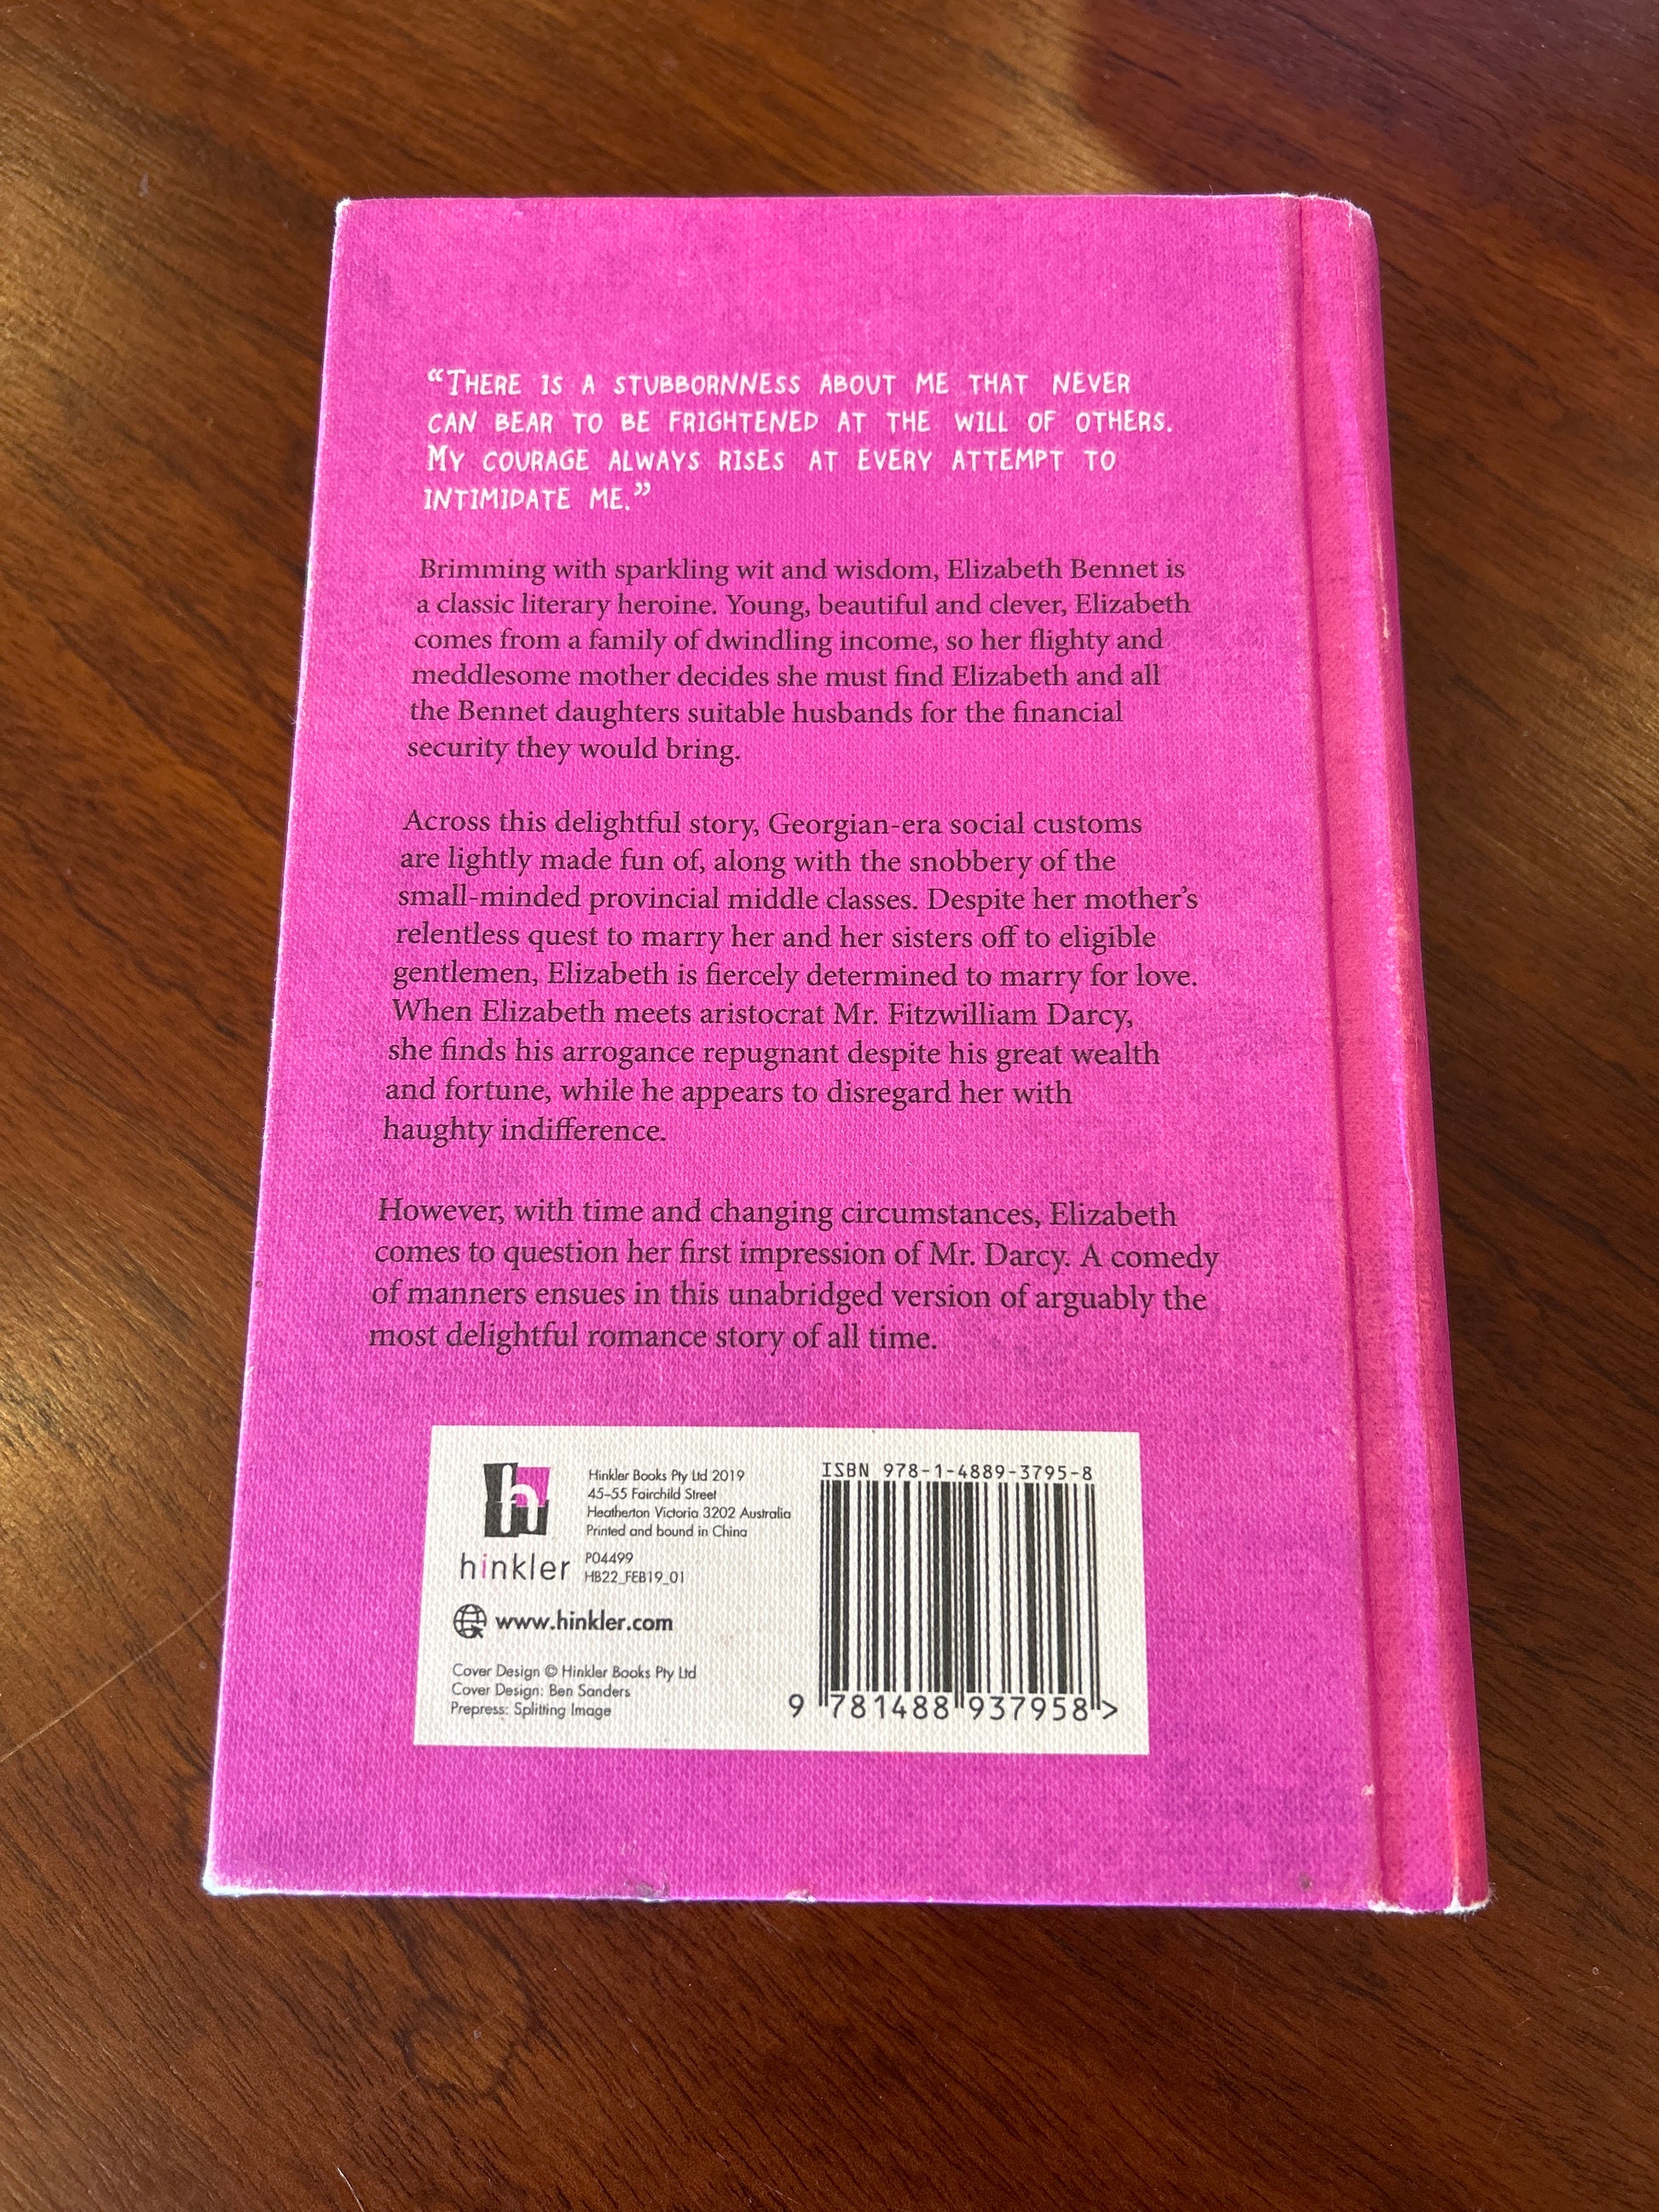 “THERE IS A STUBBORNNESS ABOUT ME THAT NEVER
CAN BEAR TO BE FRIGHTENED AT THE WILL OF OTHERS.
MY COURAGE ALWAYS RISES AT EVERY ATTEMPT TO
INTIMIDATE ME.”
Brimming with sparkling wit and wisdom, Elizabeth Bennet is
a classic literary heroine. Young, beautiful and clever, Elizabeth
comes from a family of dwindling income, so her flighty and
meddlesome mother decides she must find Elizabeth and all
the Bennet daughters suitable husbands for the financial
security they would bring.
Across this delightful story, Georgian-era social customs
are lightly made fun of, along with the snobbery of the
small-minded provincial middle classes. Despite her mother’s
relentless quest to marry her and her sisters off to eligible
gentlemen, Elizabeth is fiercely determined to marry for love.
When Elizabeth meets aristocrat Mr. Fitzwilliam Darcy,
she finds his arrogance repugnant despite his great wealth
and fortune, while he appears to disregard her with
haughty indifference.
However, with time and changing circumstances, Elizabeth
comes to question her first impression of Mr. Darcy. A comedy
of manners ensues in this unabridged version of arguably the
most delightful romance story of all time.
h
hinkler
Hinkler Books Pty Ltd 2019
45–55 Fairchild Street
Heatherton Victoria 3202 Australia
Printed and bound in China
P04499
HB22_FEB19_01
www.hinkler.com
Cover Design © Hinkler Books Pty Ltd
Cover Design: Ben Sanders
Prepress: Splitting Image
ISBN 978-1-4889-3795-8
9 781488 937958 >